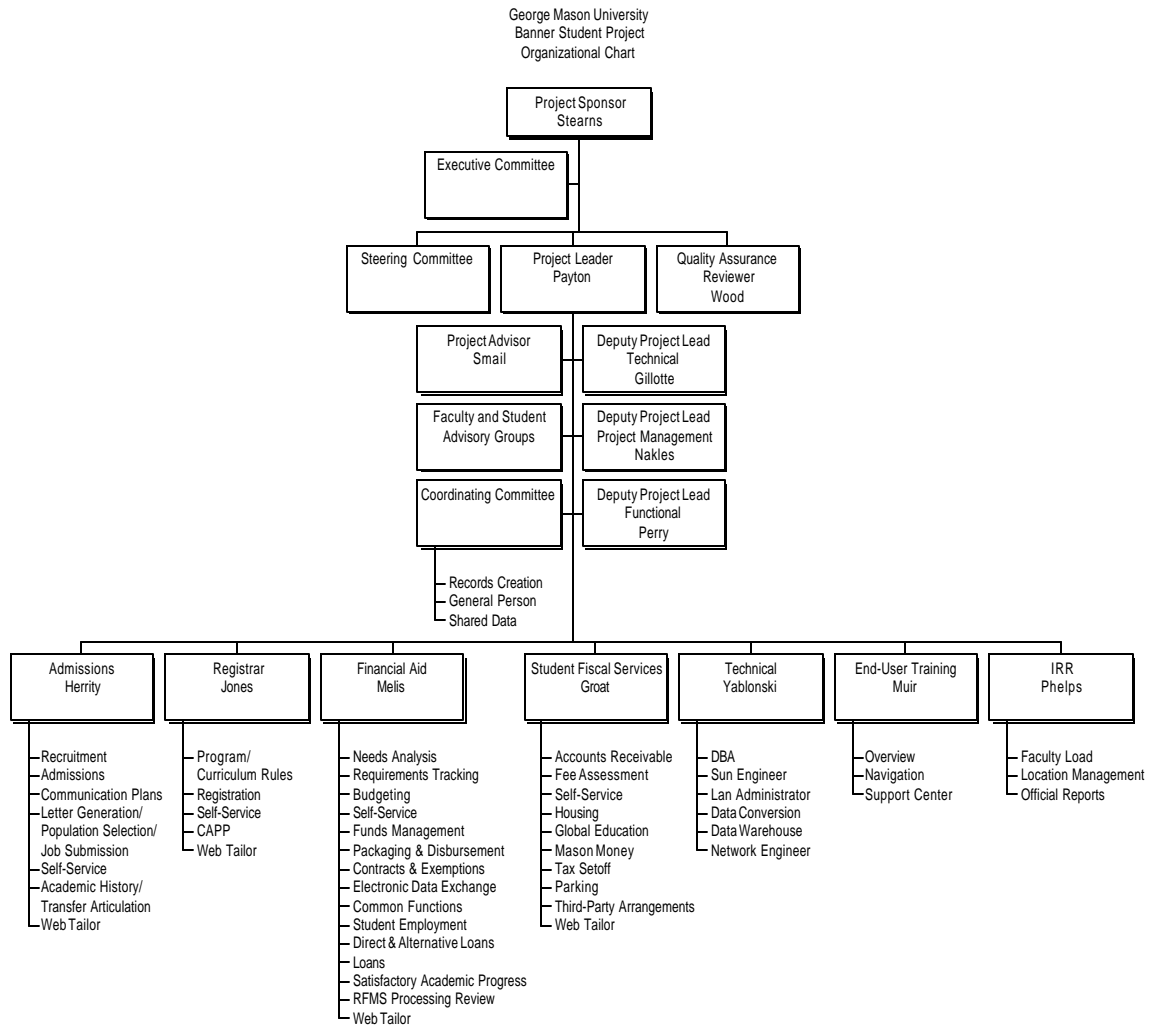 George Mason University
Banner Student Project
Organizational Chart
Project Sponsor
Stearns
Executive Committee
Steering Committee
Project Leader
Payton
Quality Assurance
Reviewer
Wood
Project Advisor
Smail
Deputy Project Lead
Technical
Gillotte
Faculty and Student
Advisory Groups
Deputy Project Lead
Project Management
Nakles
Coordinating Committee
Deputy Project Lead
Functional
Perry
Records Creation
General Person
Shared Data
Admissions
Herrity
Recruitment
Admissions
Communication Plans
Letter Generation/
Population Selection/
Job Submission
Self-Service
Academic History/
Transfer Articulation
Web Tailor
Registrar
Jones
Program/
Curriculum Rules
Registration
Self-Service
CAPP
Web Tailor
Financial Aid
Melis
Needs Analysis
Requirements Tracking
Budgeting
Self-Service
Funds Management
Packaging & Disbursement
Contracts & Exemptions
Electronic Data Exchange
Common Functions
Student Employment
Direct & Alternative Loans
Loans
Satisfactory Academic Progress
RFMS Processing Review
Web Tailor
Student Fiscal Services
Groat
Accounts Receivable
Fee Assessment
Self-Service
Housing
Global Education
Mason Money
Tax Setoff
Parking
Third-Party Arrangements
Web Tailor
Technical
Yablonski
DBA
Sun Engineer
Lan Administrator
Data Conversion
Data Warehouse
Network Engineer
End-User Training
Muir
Overview
Navigation
Support Center
IRR
Phelps
Faculty Load
Location Management
Official Reports